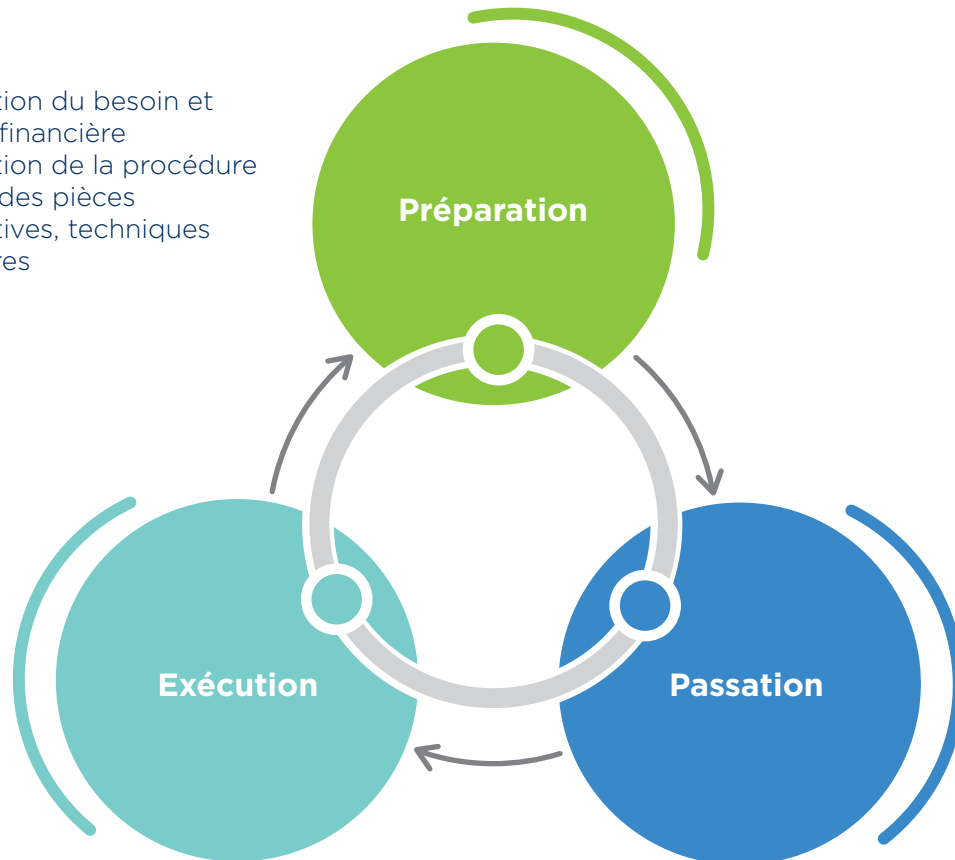 tion du besoin et
financière
tion de la procédure
des pièces
tives, techniques
res
Préparation
Exécution
Passation